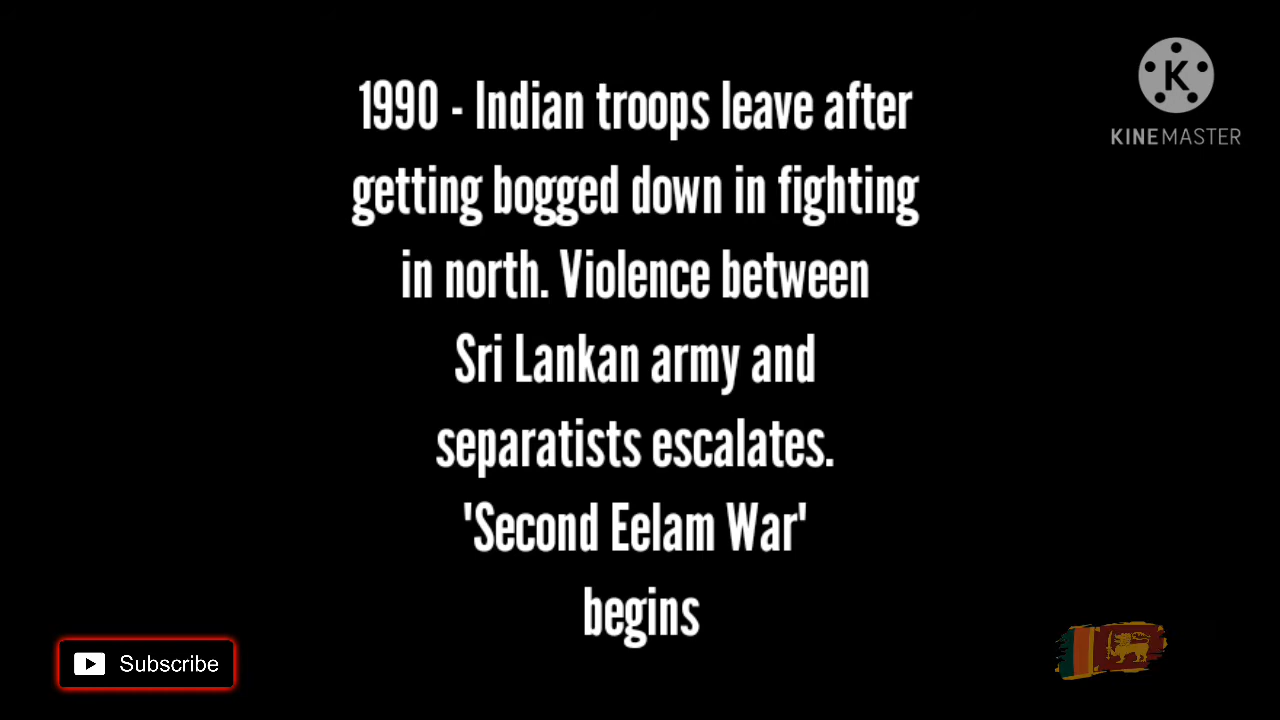 1990 - Indian troops leave after
getting bogged down in fighting
in north. Violence between
Sri Lankan army and
separatists escalates.
'Second Eelam War'
begins
K
KINEMASTER
Subscribe